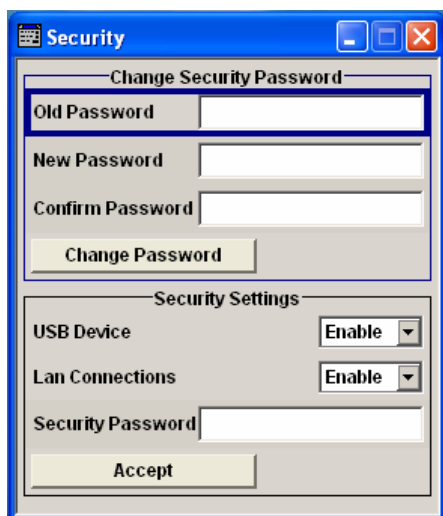 Security
Change Security Password
Old Password
New Password
Confirm Password
Change Password
Security Settings
USB Device Enable
Lan Connections Enable
Security Password
Accept